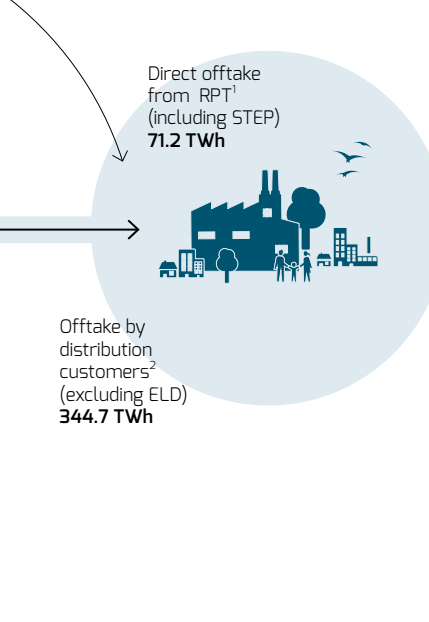 Direct offtake
from RPT¹
(including STEP)
71.2 TWh
Offtake by
distribution
customers²
(excluding ELD)
344.7 TWh